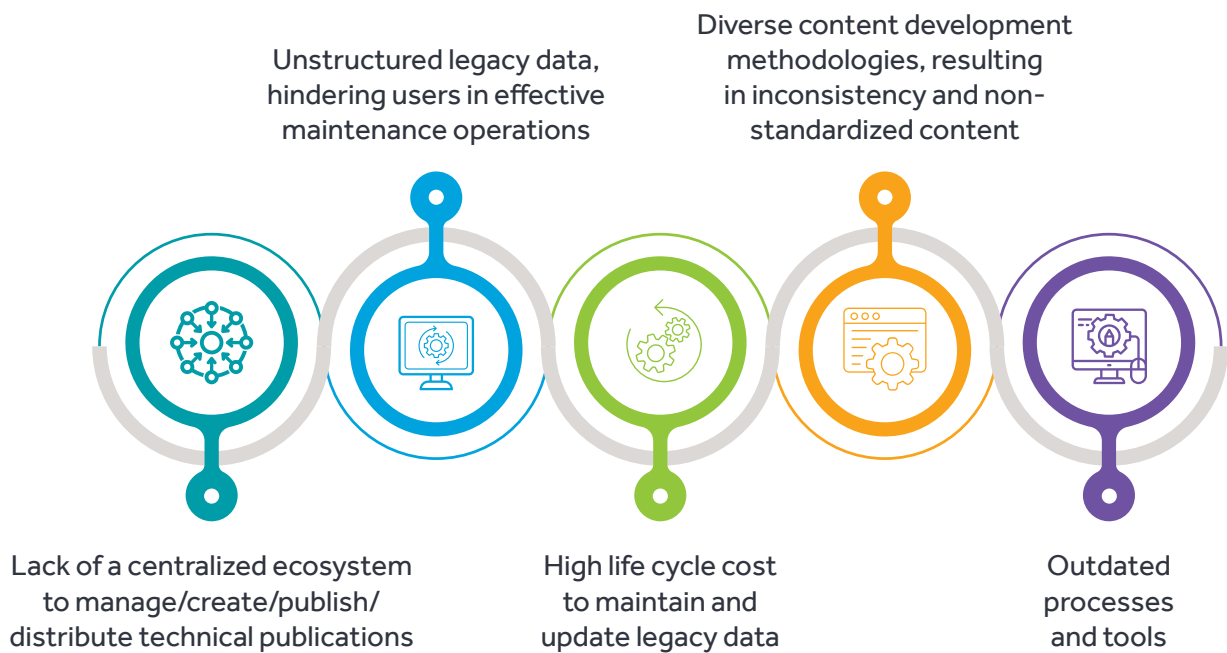 Unstructured legacy data,
hindering users in effective
maintenance operations
Diverse content development
methodologies, resulting
in inconsistency and non-
standardized content
Lack of a centralized ecosystem
to manage/create/publish/
distribute technical publications
High life cycle cost
to maintain and
update legacy data
Outdated
processes
and tools